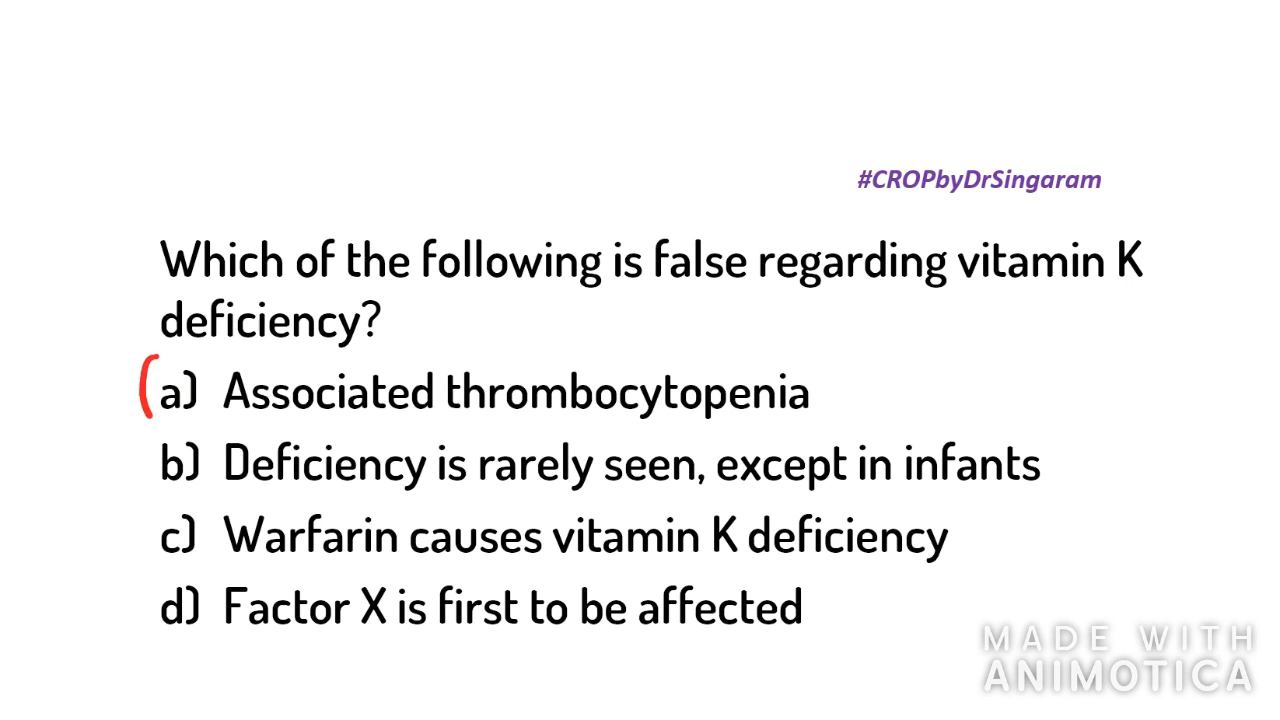 #CROPbyDrSingaram
Which of the following is false regarding vitamin K
deficiency?
a) Associated thrombocytopenia
b) Deficiency is rarely seen, except in infants
c) Warfarin causes vitamin K deficiency
d) Factor X is first to be affected
MADE WITH
ANIMOTICA